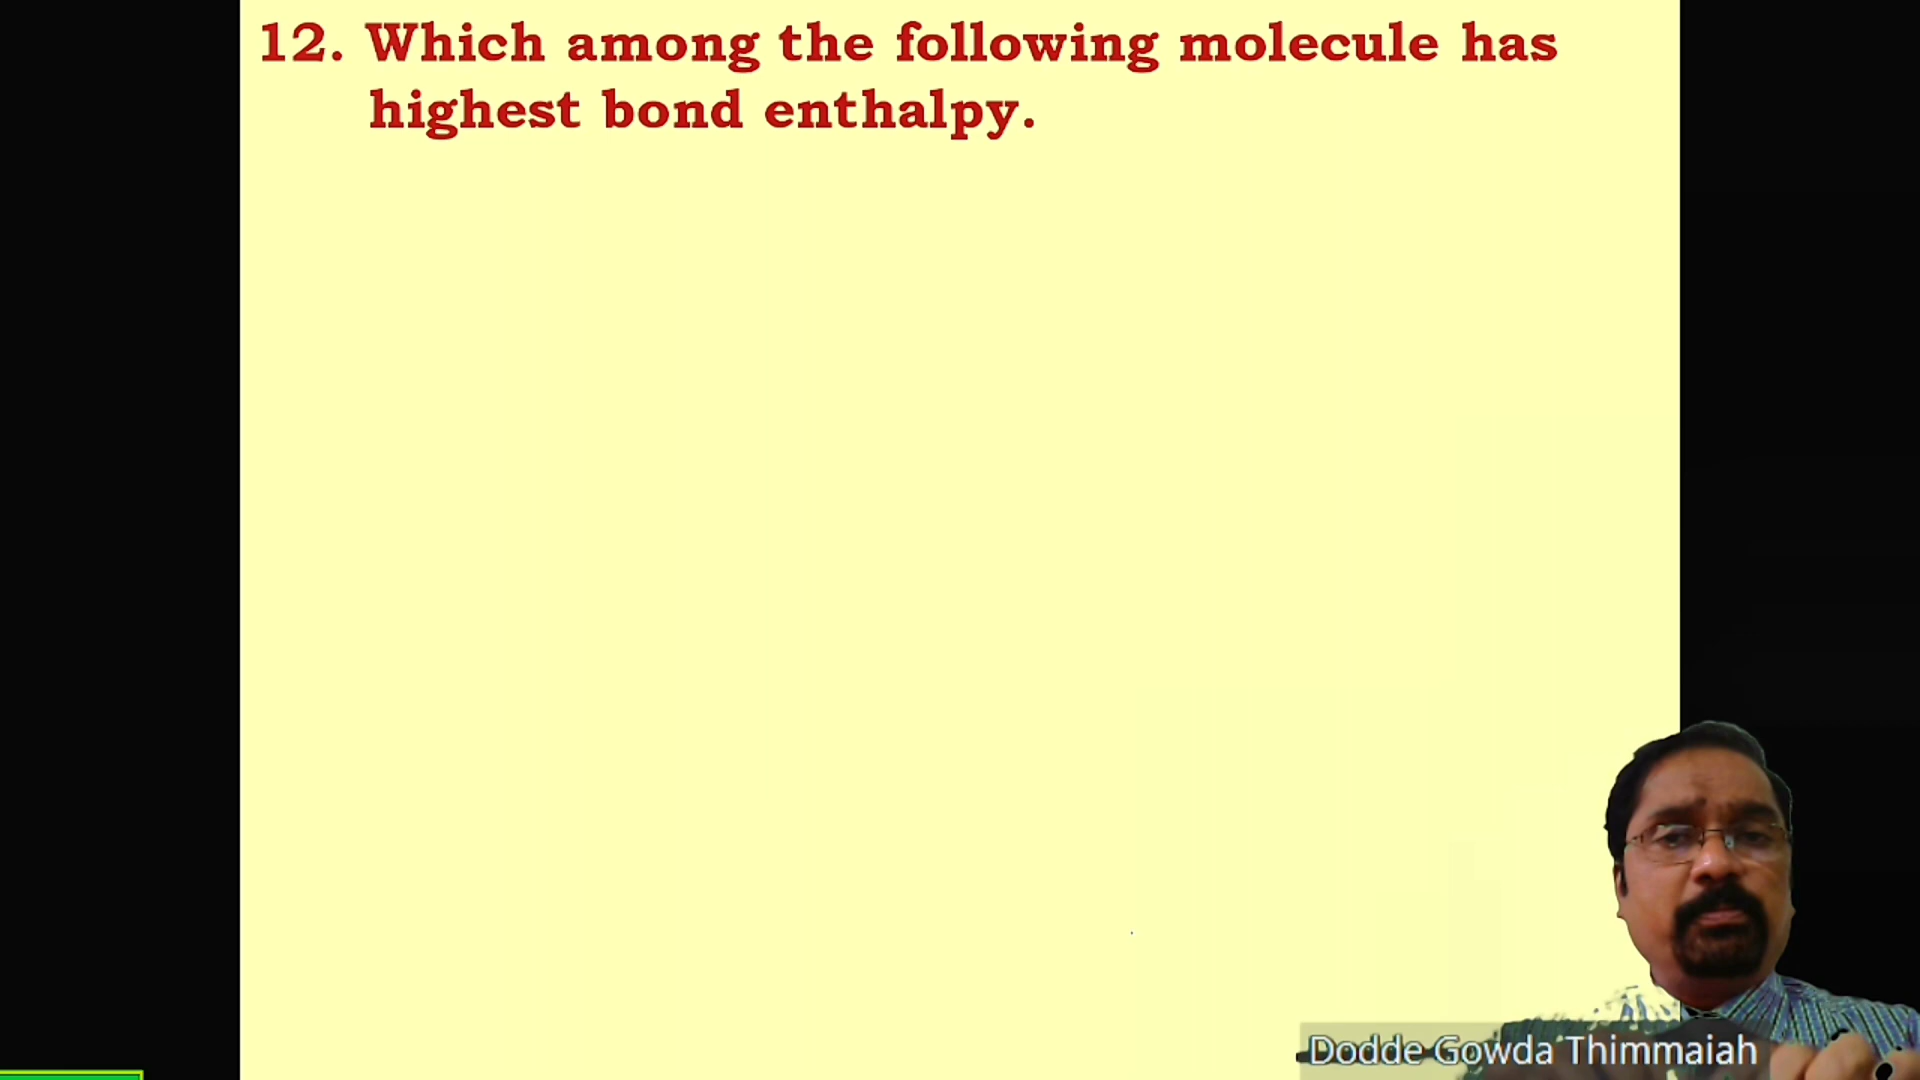 12. Which among the following molecule has
highest bond enthalpy.
Dodde Gowda Thimmaiah